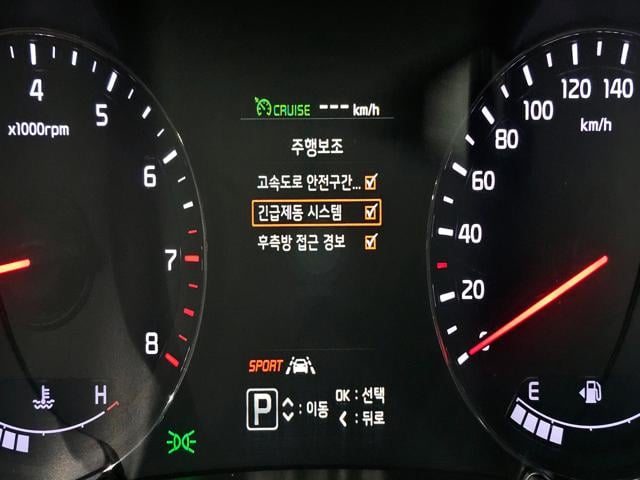 CRUISE --- km/h
주행보조
고속도로 안전구간...
긴급제동 시스템
후측방 접근 경보
SPORT
P : 이동 OK : 선택
< : 뒤로
4
5
6
7
8
x1000rpm
H
0
20
40
60
80
100
120
140
km/h
E